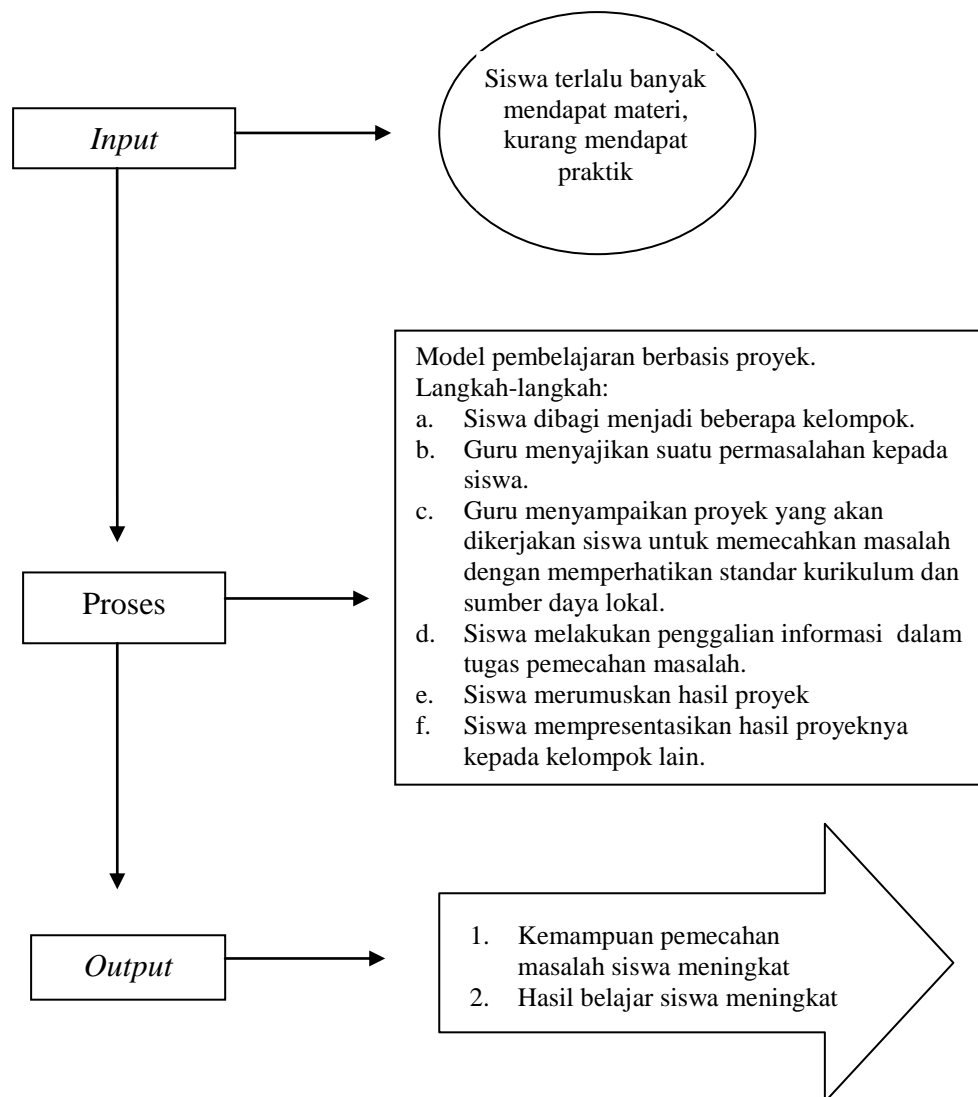 Input
Siswa terlalu banyak
mendapat materi,
kurang mendapat
praktik
Proses
Model pembelajaran berbasis proyek.
Langkah-langkah:
a. Siswa dibagi menjadi beberapa kelompok.
b. Guru menyajikan suatu permasalahan kepada
siswa.
c. Guru menyampaikan proyek yang akan
dikerjakan siswa untuk memecahkan masalah
dengan memperhatikan standar kurikulum dan
sumber daya lokal.
d. Siswa melakukan penggalian informasi dalam
tugas pemecahan masalah.
e. Siswa merumuskan hasil proyek
f. Siswa mempresentasikan hasil proyeknya
kepada kelompok lain.
Output
1. Kemampuan pemecahan
masalah siswa meningkat
2. Hasil belajar siswa meningkat